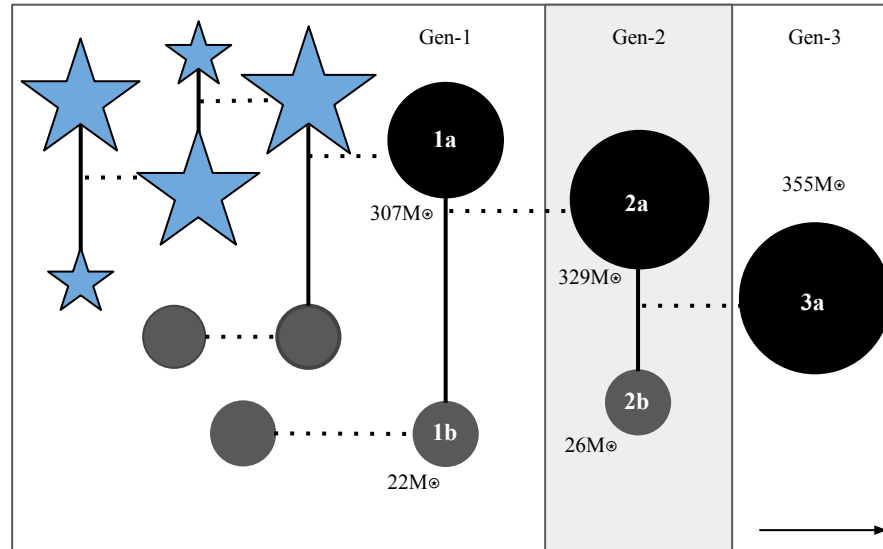 Gen-1
Gen-2
Gen-3
1a
307M⊛
2a
355M⊛
329M⊛
3a
1b
22M⊛
2b
26M⊛